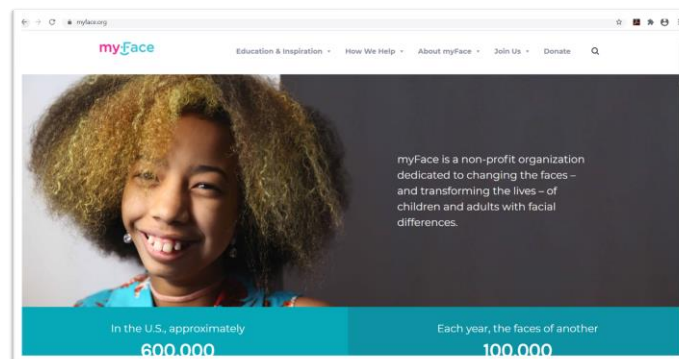 myface.org
myFace
Education & Inspiration
How We Help
About myFace
Join Us
Donate
myFace is a non-profit organization
dedicated to changing the faces –
and transforming the lives – of
children and adults with facial
differences.
In the U.S., approximately
600,000
Each year, the faces of another
100,000